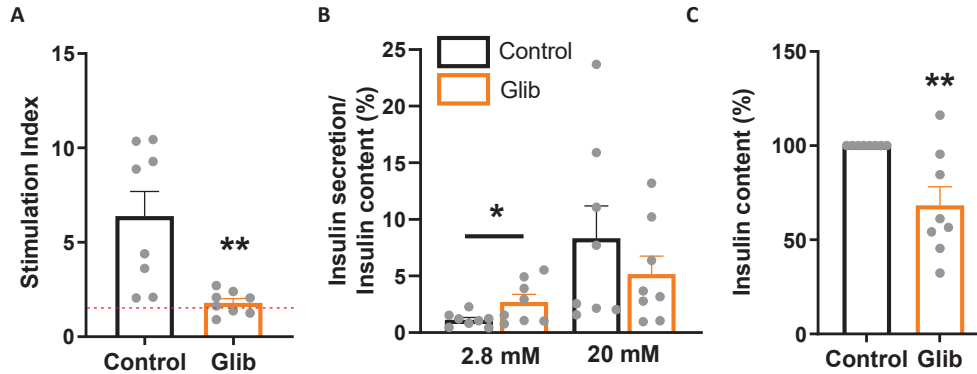 A
Stimulation Index
15
10
5
0
**
Control
Glib
B
Insulin secretion/
Insulin content (%)
25
20
15
10
5
0
Control
Glib
*
2.8 mM
20 mM
C
Insulin content (%)
150
100
50
0
**
Control
Glib